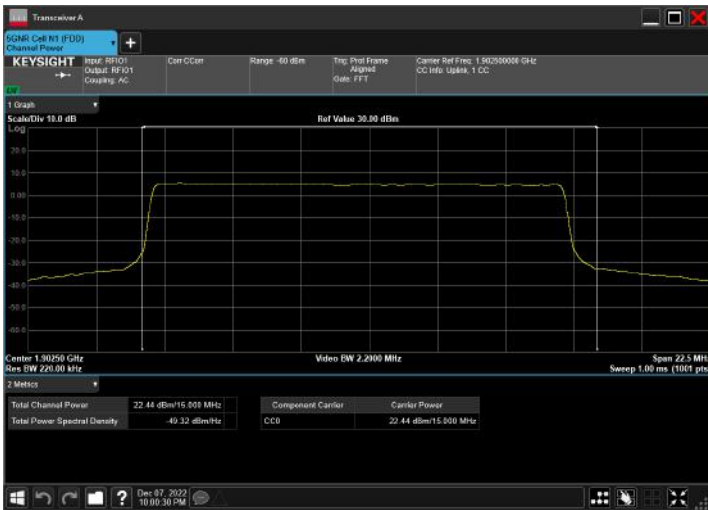 Transceiver A
5GNR Cell N1 (FDD)
Channel Power
KEYSIGHT
Input: RFIO1
Output: RFIO1
Coupling: AC
Corr CCorr
Range: -60 dBm
Trig: Prot Frame
Aligned
Gate: FFT
Carrier Ref Freq: 1.902500000 GHz
CC Info: Uplink, 1 CC
1 Graph
Scale/Div 10.0 dB
Ref Value 30.00 dBm
Log
20.0
10.0
0.00
-10.0
-20.0
-30.0
-40.0
-50.0
-60.0
Center 1.90250 GHz
Video BW 2.2000 MHz
Span 22.5 MHz
Res BW 220.00 kHz
Sweep 1.00 ms (1001 pts
2 Metrics
Total Channel Power 22.44 dBm/15.000 MHz
Total Power Spectral Density -49.32 dBm/Hz
Component Carrier Carrier Power
CC0 22.44 dBm/15.000 MHz
Dec 07, 2022
10:00:30 PM